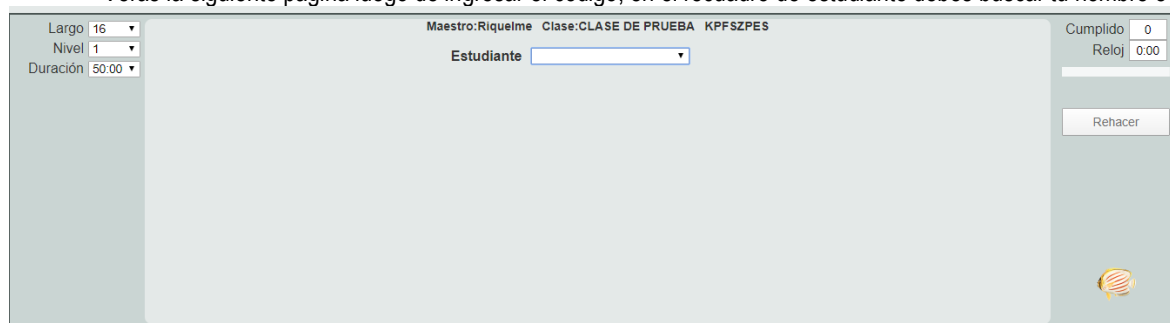 Verás la siguiente página luego de ingresar el código, en el recuadro de estudiante debes buscar tu nombre
Largo 16
Nivel 1
Duración 50:00
Maestro:Riquelme Clase:CLASE DE PRUEBA KPFSZPES
Estudiante
Cumplido 0
Reloj 0:00
Rehacer